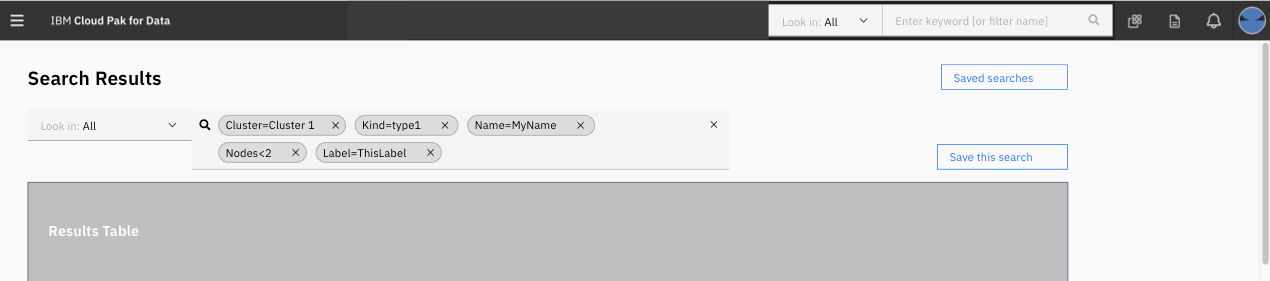 IBM Cloud Pak for Data
Look in: All
Enter keyword [or filter name]
Search Results
Saved searches
Look in: All
Cluster=Cluster 1
Kind=type1
Name=MyName
Nodes<2
Label=ThisLabel
Save this search
Results Table